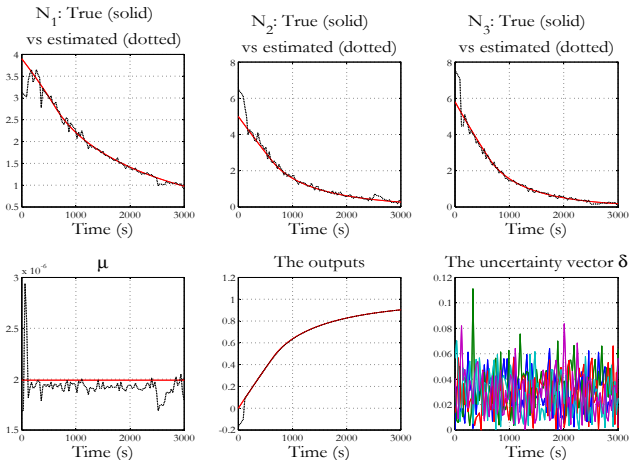 N1: True (solid)
vs estimated (dotted)
N2: True (solid)
vs estimated (dotted)
N3: True (solid)
vs estimated (dotted)
4
3.5
3
2.5
2
1.5
1
0.5
0 1000 2000 3000
Time (s)
8
6
4
2
0
0 1000 2000 3000
Time (s)
8
6
4
2
0
0 1000 2000 3000
Time (s)
μ
x 10^-6
3
2.5
2
1.5
0 1000 2000 3000
Time (s)
The outputs
1.2
1
0.8
0.6
0.4
0.2
0
-0.2
0 1000 2000 3000
Time (s)
The uncertainty vector δ
0.12
0.1
0.08
0.06
0.04
0.02
0
0 1000 2000 3000
Time (s)